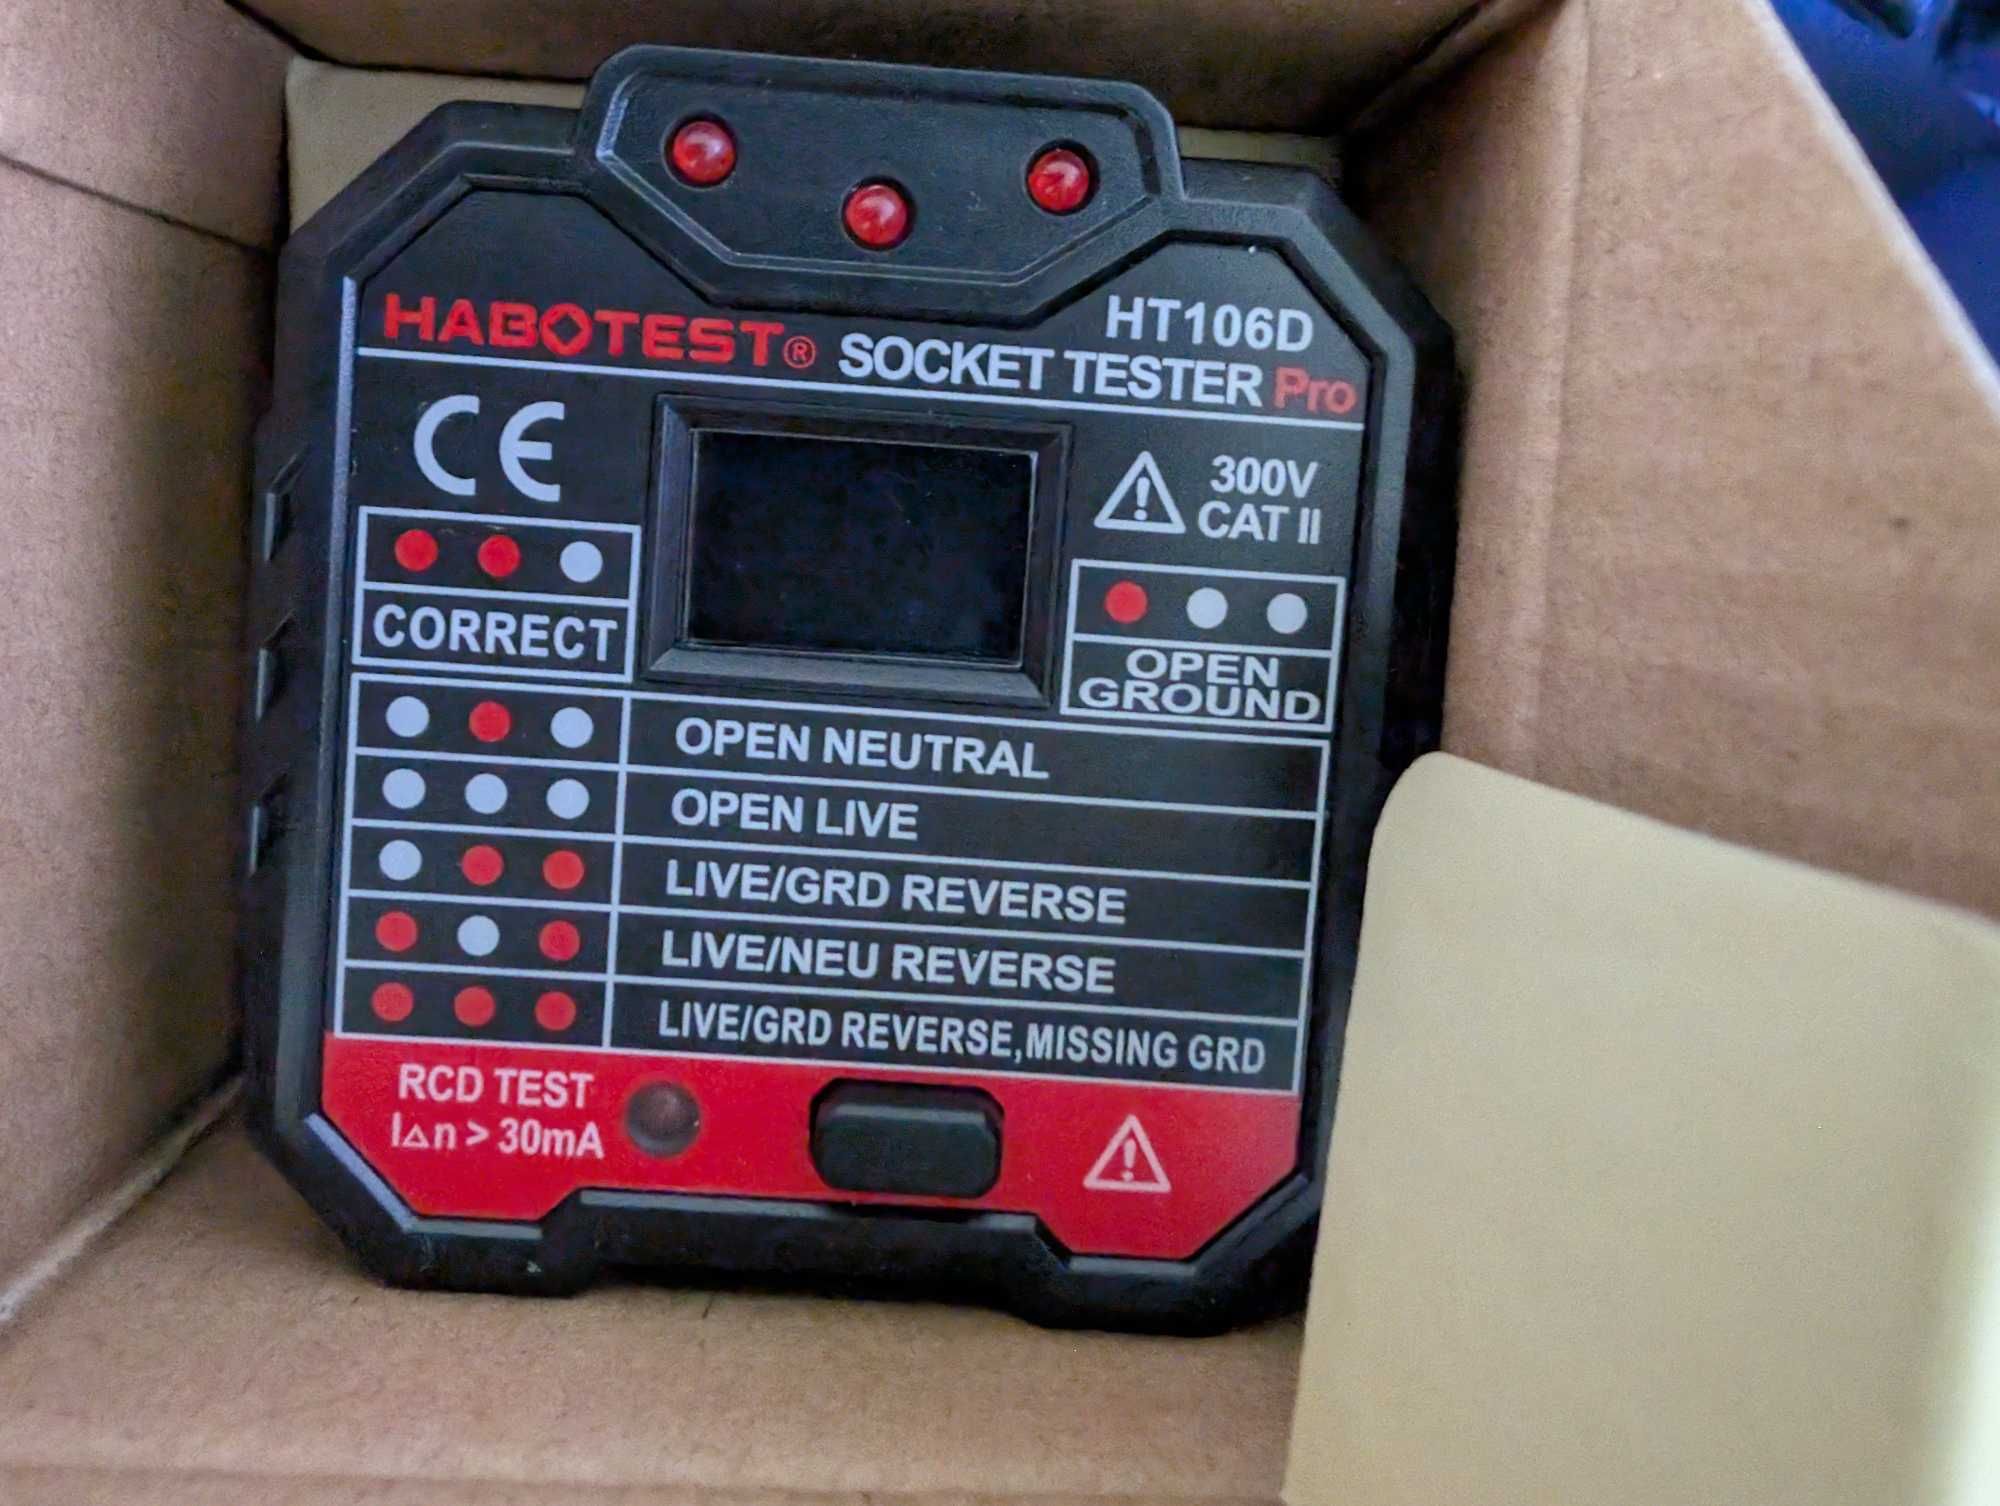 HABOTEST® SOCKET TESTER Pro
HT106D
CE
300V
CAT II
CORRECT
OPEN
GROUND
OPEN NEUTRAL
OPEN LIVE
LIVE/GRD REVERSE
LIVE/NEU REVERSE
LIVE/GRD REVERSE,MISSING GRD
RCD TEST
I△n > 30mA